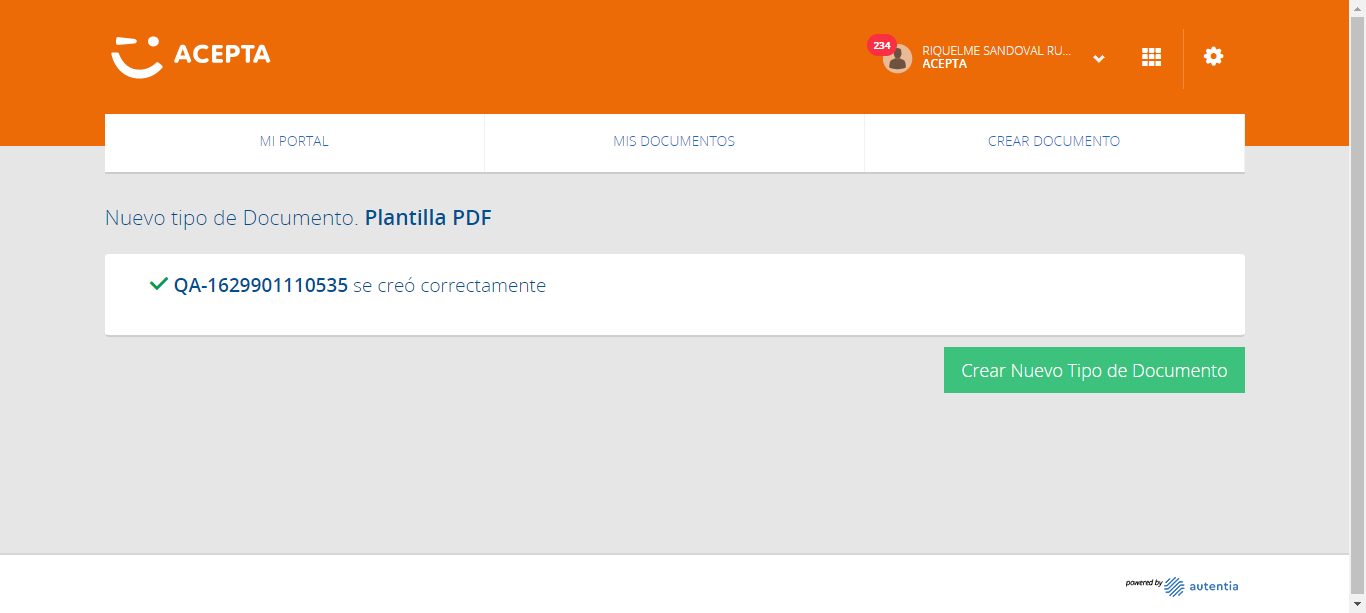 ACEPTA
234
RIQUELME SANDOVAL RU...
ACEPTA
MI PORTAL
MIS DOCUMENTOS
CREAR DOCUMENTO
Nuevo tipo de Documento. Plantilla PDF
QA-1629901110535 se creó correctamente
Crear Nuevo Tipo de Documento
powered by autentia